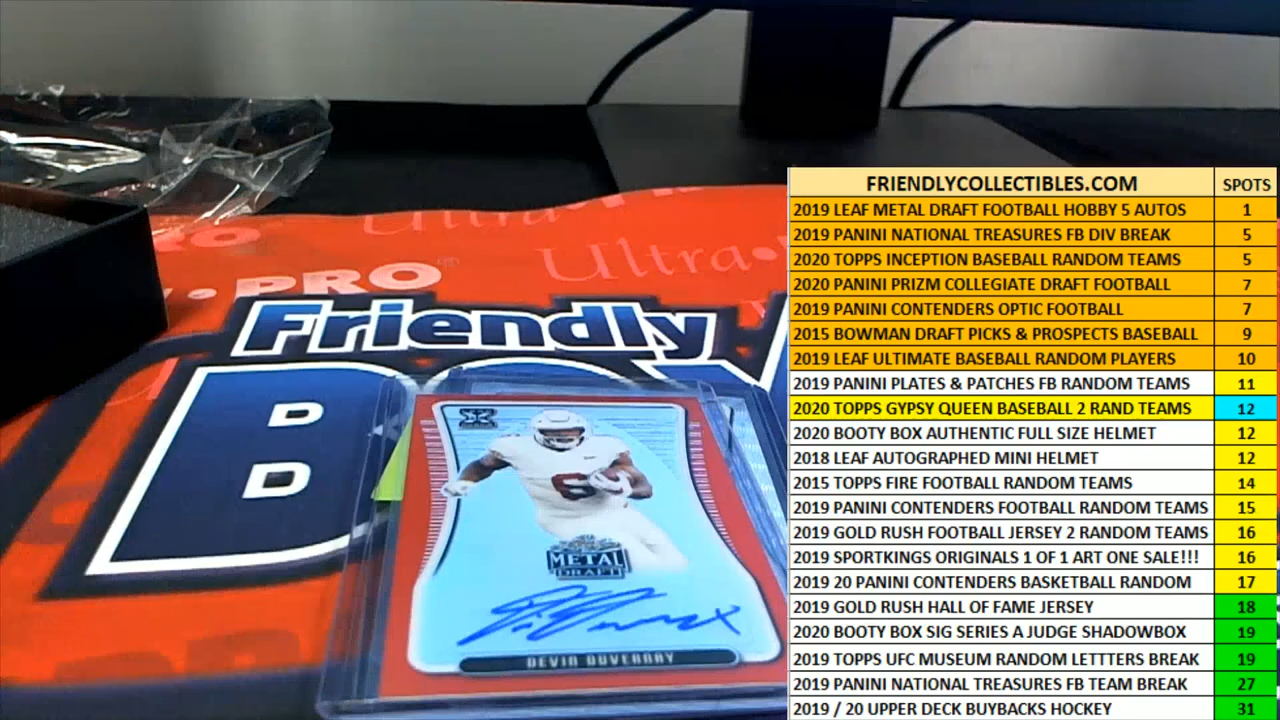 Ultra
PRO
Ultra
PRO
Friendly
BOX
B
D
6
METAL
DRAFT
DEVIN DUVERNAY
FRIENDLYCOLLECTIBLES.COM SPOTS
2019 LEAF METAL DRAFT FOOTBALL HOBBY 5 AUTOS 1
2019 PANINI NATIONAL TREASURES FB DIV BREAK 5
2020 TOPPS INCEPTION BASEBALL RANDOM TEAMS 5
2020 PANINI PRIZM COLLEGIATE DRAFT FOOTBALL 7
2019 PANINI CONTENDERS OPTIC FOOTBALL 7
2015 BOWMAN DRAFT PICKS & PROSPECTS BASEBALL 9
2019 LEAF ULTIMATE BASEBALL RANDOM PLAYERS 10
2019 PANINI PLATES & PATCHES FB RANDOM TEAMS 11
2020 TOPPS GYPSY QUEEN BASEBALL 2 RAND TEAMS 12
2020 BOOTY BOX AUTHENTIC FULL SIZE HELMET 12
2018 LEAF AUTOGRAPHED MINI HELMET 12
2015 TOPPS FIRE FOOTBALL RANDOM TEAMS 14
2019 PANINI CONTENDERS FOOTBALL RANDOM TEAMS 15
2019 GOLD RUSH FOOTBALL JERSEY 2 RANDOM TEAMS 16
2019 SPORTKINGS ORIGINALS 1 OF 1 ART ONE SALE!!! 16
2019 20 PANINI CONTENDERS BASKETBALL RANDOM 17
2019 GOLD RUSH HALL OF FAME JERSEY 18
2020 BOOTY BOX SIG SERIES A JUDGE SHADOWBOX 19
2019 TOPPS UFC MUSEUM RANDOM LETTTERS BREAK 19
2019 PANINI NATIONAL TREASURES FB TEAM BREAK 27
2019 / 20 UPPER DECK BUYBACKS HOCKEY 31